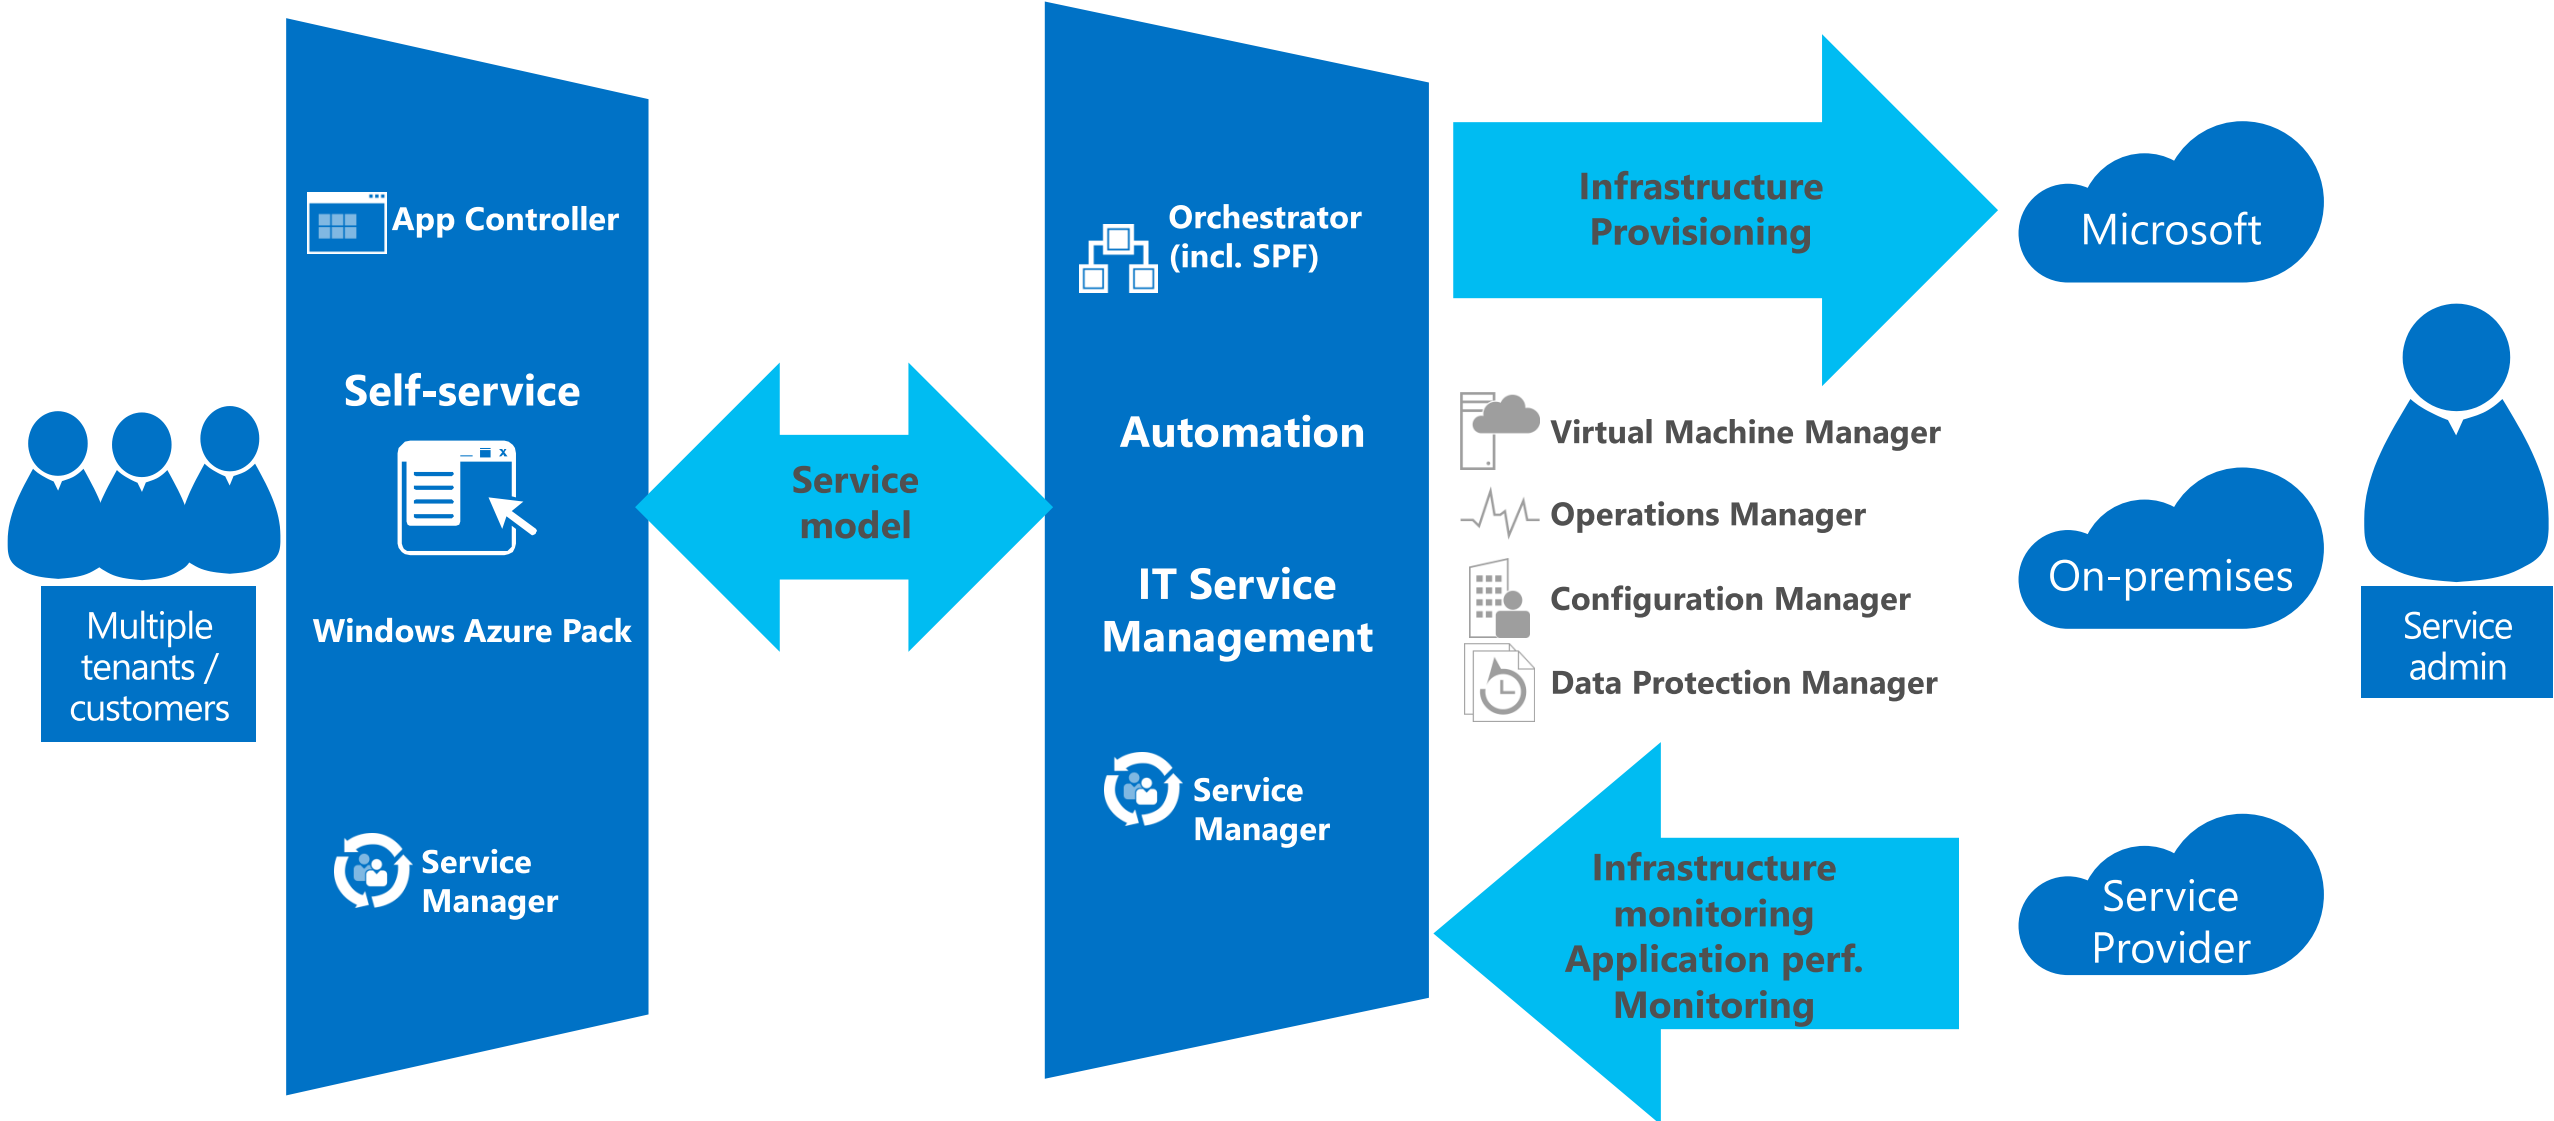 App Controller
Self-service
Windows Azure Pack
Service
Manager
Multiple
tenants /
customers
Service
model
Orchestrator
(incl. SPF)
Automation
IT Service
Management
Service
Manager
Infrastructure
Provisioning
Virtual Machine Manager
Operations Manager
Configuration Manager
Data Protection Manager
Infrastructure
monitoring
Application perf.
Monitoring
Microsoft
On-premises
Service
Provider
Service
admin